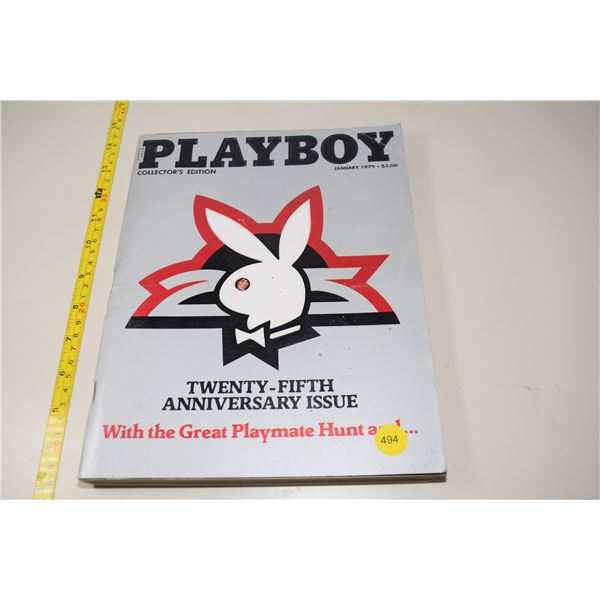 PLAYBOY
COLLECTOR'S EDITION
JANUARY 1979 • $3.00
TWENTY-FIFTH
ANNIVERSARY ISSUE
With the Great Playmate Hunt
494